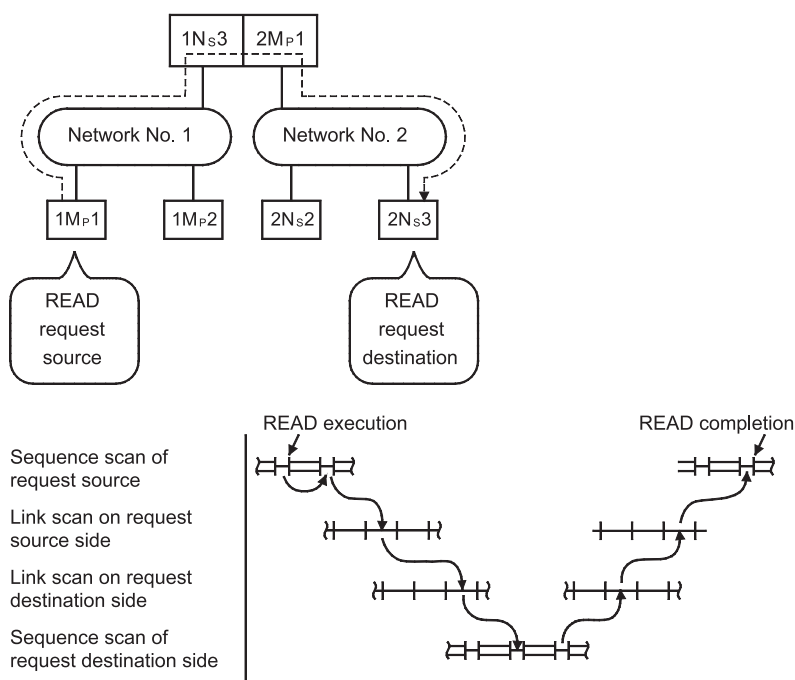 1NS3 2MP1
Network No. 1 Network No. 2
1MP1 1MP2 2NS2 2NS3
READ
request
source
READ
request
destination
READ execution READ completion
Sequence scan of
request source
Link scan on request
source side
Link scan on request
destination side
Sequence scan of
request destination side